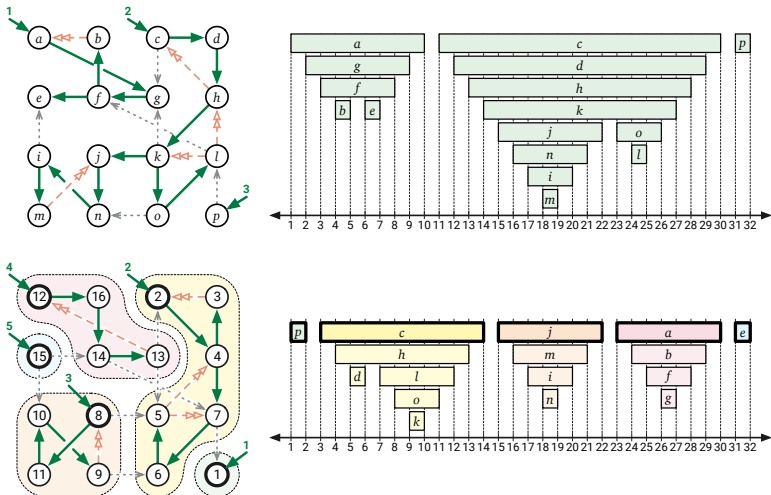 1 2
a b c d
e f g h
i j k l
3
m n o p
a c p
g d
f h
b e k
j o
n l
i
m
1 2 3 4 5 6 7 8 9 10 11 12 13 14 15 16 17 18 19 20 21 22 23 24 25 26 27 28 29 30 31 32
4 2
12 16 2 3
5
15 14 13 4
3
10 8 5 7
1
11 9 6 1
p c j a e
h m b
d l i f
o n g
k
1 2 3 4 5 6 7 8 9 10 11 12 13 14 15 16 17 18 19 20 21 22 23 24 25 26 27 28 29 30 31 32